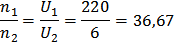 n₁/n₂ = U₁/U₂ = 220/6 = 36,67